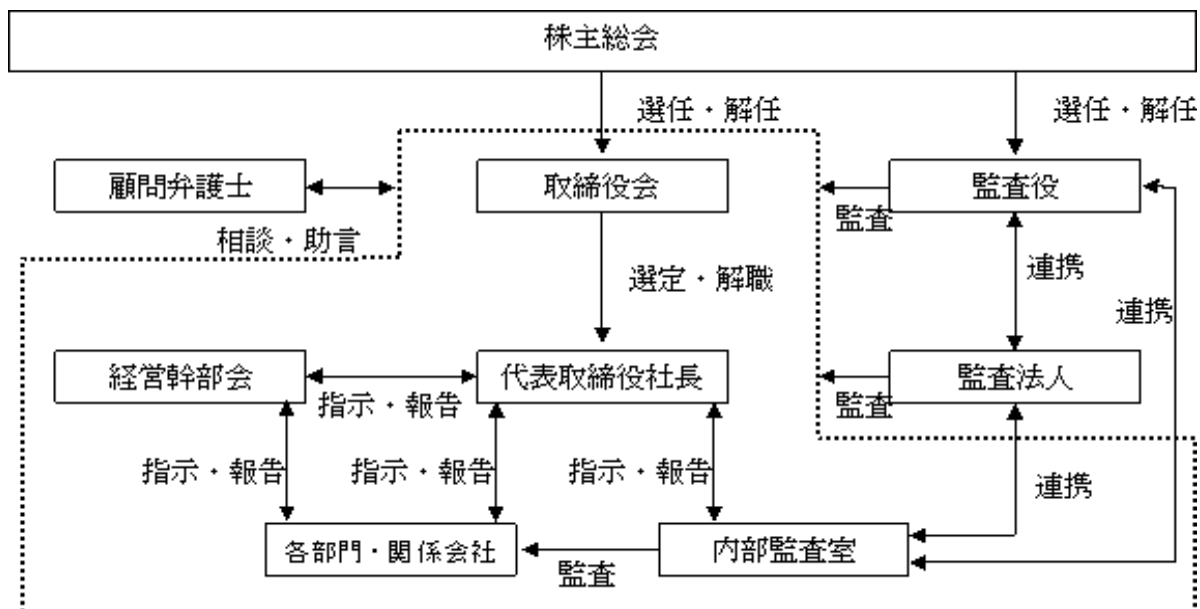 株主総会
選任・解任
選任・解任
顧問弁護士
取締役会
監査役
監査
相談・助言
選定・解職
連携
連携
経営幹部会
代表取締役社長
監査法人
指示・報告
監査
指示・報告
指示・報告
指示・報告
連携
各部門・関係会社
監査
内部監査室